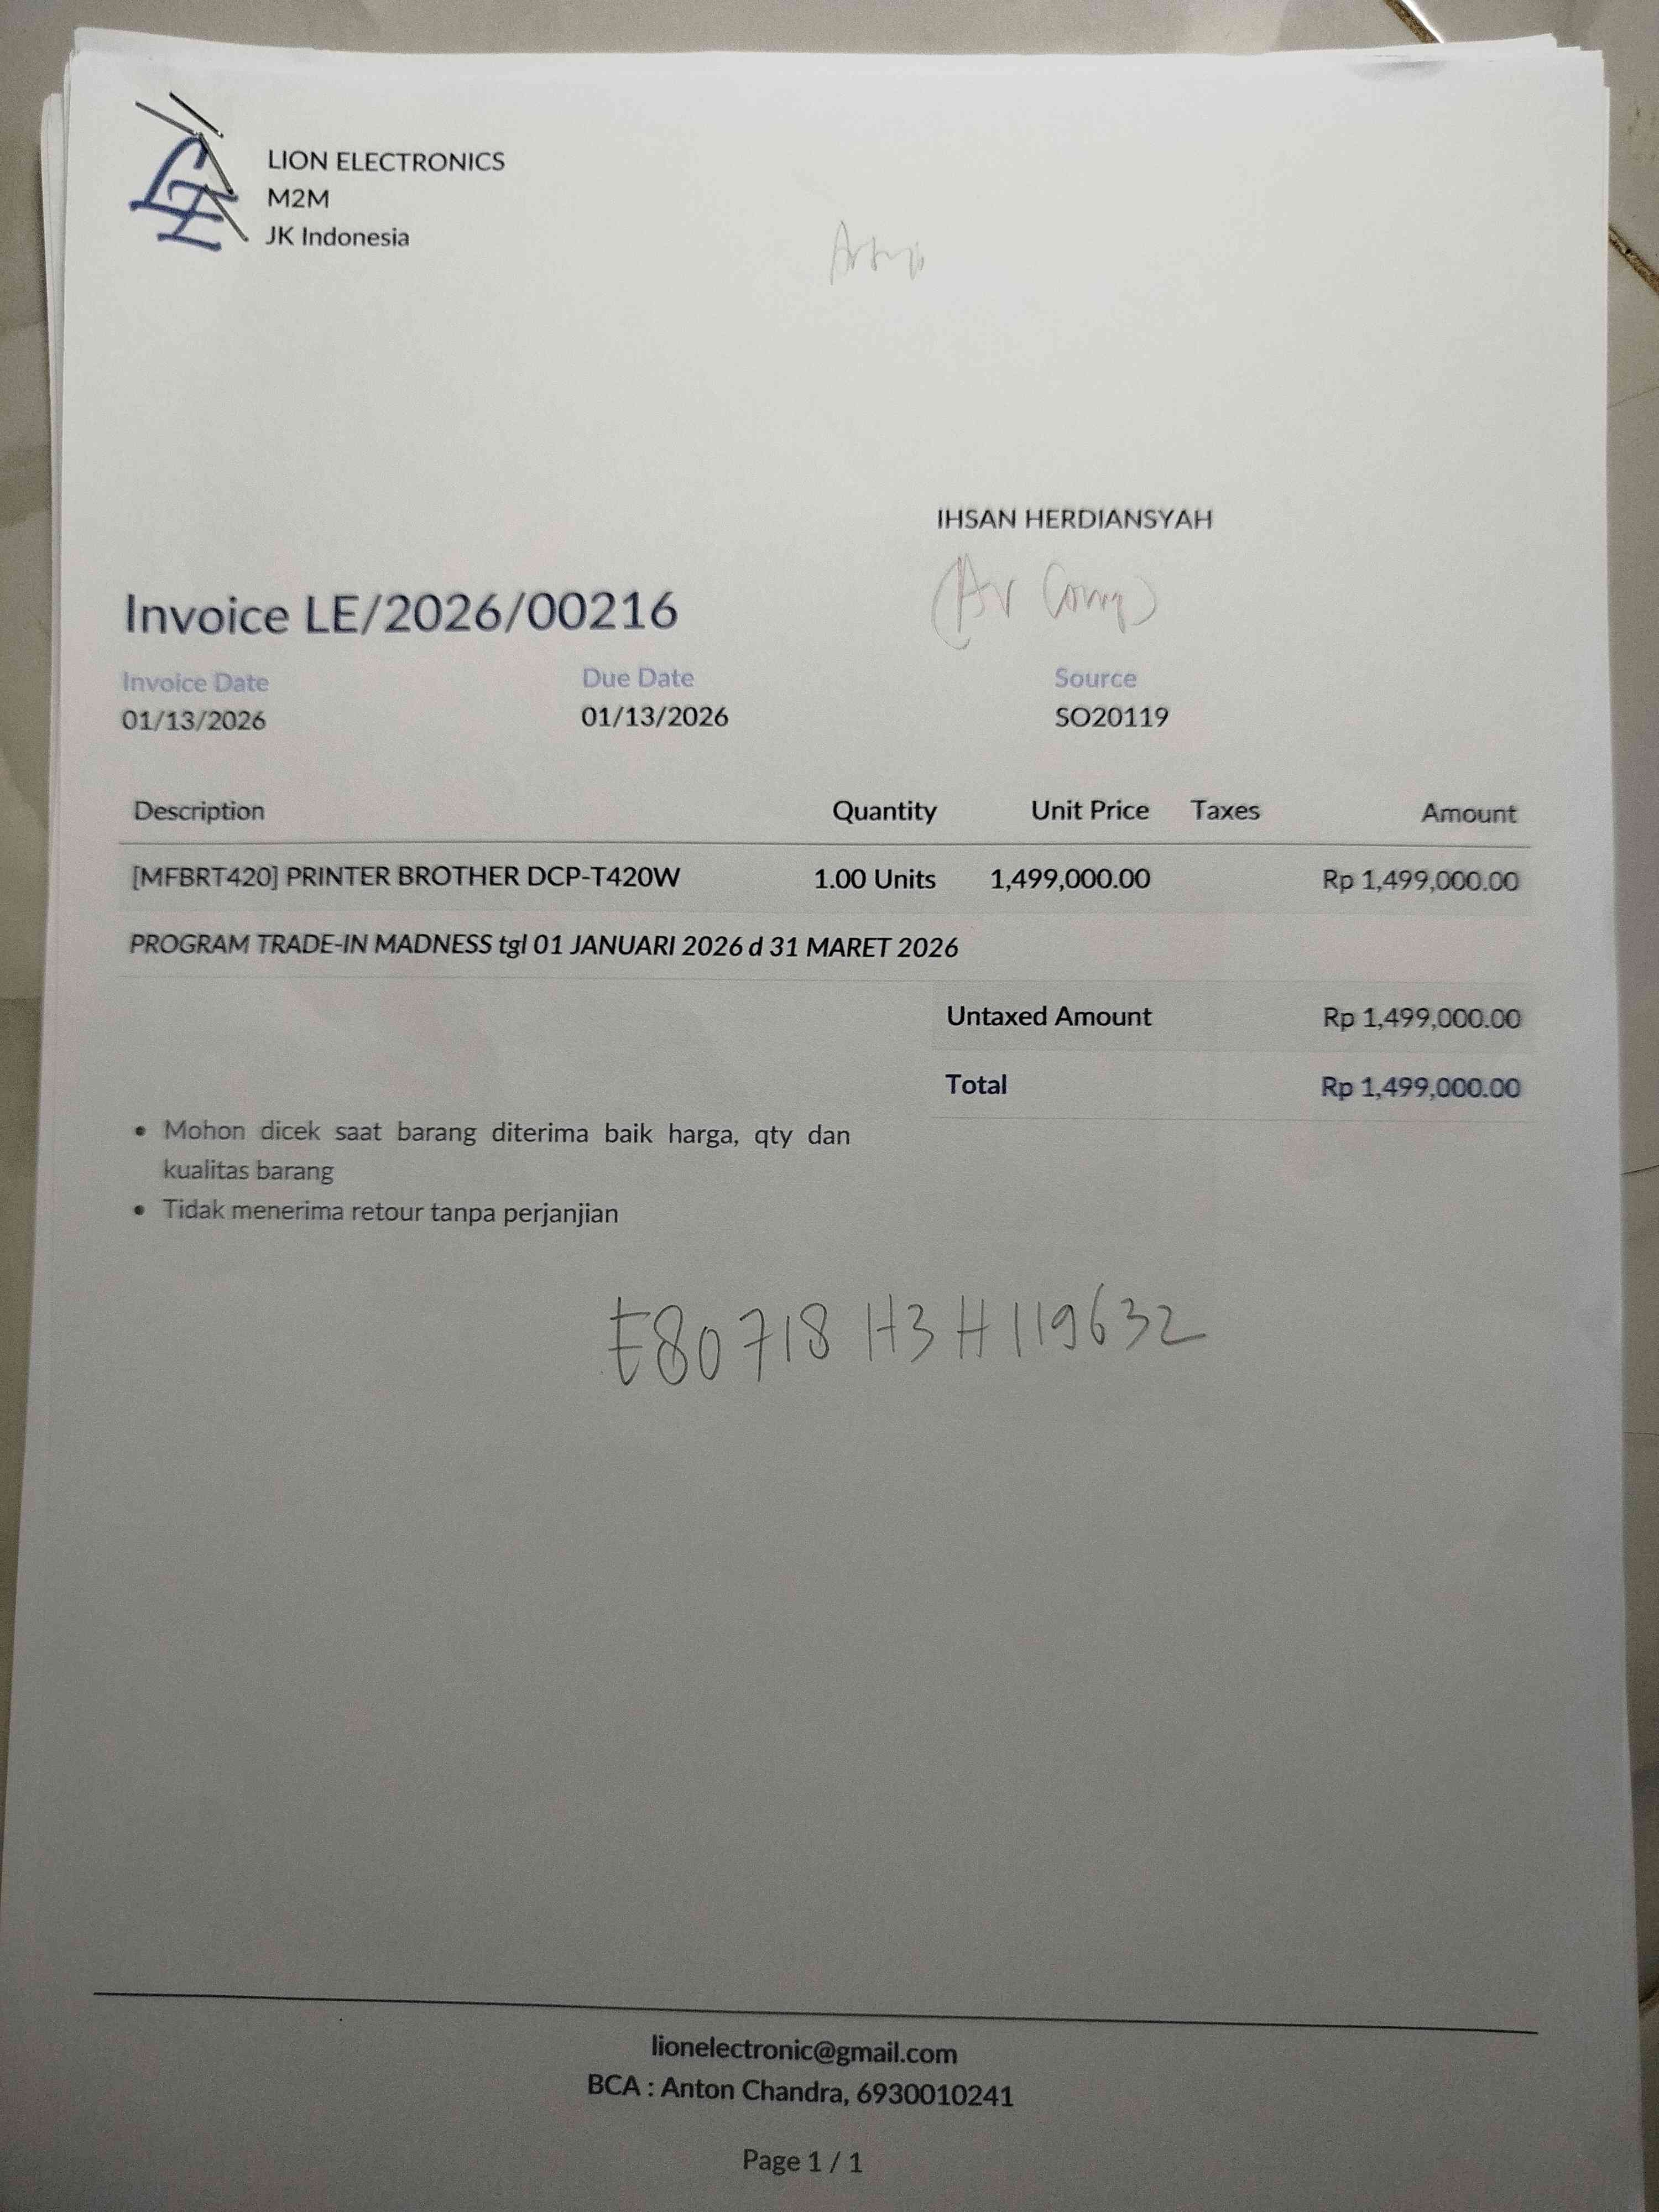 LION ELECTRONICS
M2M
JK Indonesia
IHSAN HERDIANSYAH
Invoice LE/2026/00216
Invoice Date Due Date Source
01/13/2026 01/13/2026 SO20119
Description Quantity Unit Price Taxes Amount
[MFBRT420] PRINTER BROTHER DCP-T420W 1.00 Units 1,499,000.00 Rp 1,499,000.00
PROGRAM TRADE-IN MADNESS tgl 01 JANUARI 2026 d 31 MARET 2026
Untaxed Amount Rp 1,499,000.00
Total Rp 1,499,000.00
• Mohon dicek saat barang diterima baik harga, qty dan
kualitas barang
• Tidak menerima retour tanpa perjanjian
E80718H3H119632
lionelectronic@gmail.com
BCA : Anton Chandra, 6930010241
Page 1 / 1